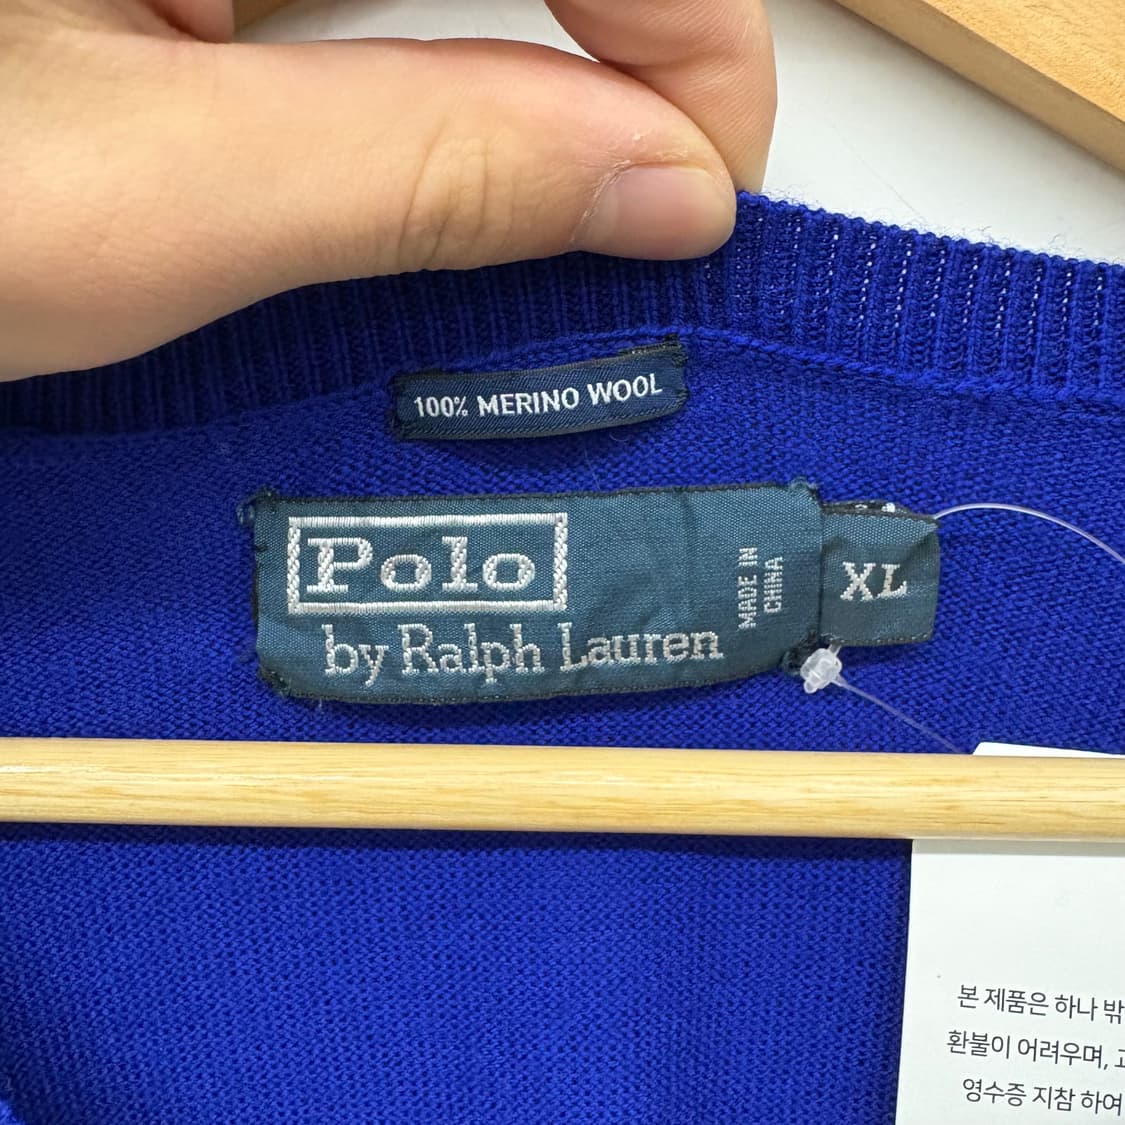 100% MERINO WOOL
Polo
by Ralph Lauren
MADE IN
CHINA
XL
본 제품은 하나 밖
환불이 어려우며,
영수증 지참 하여